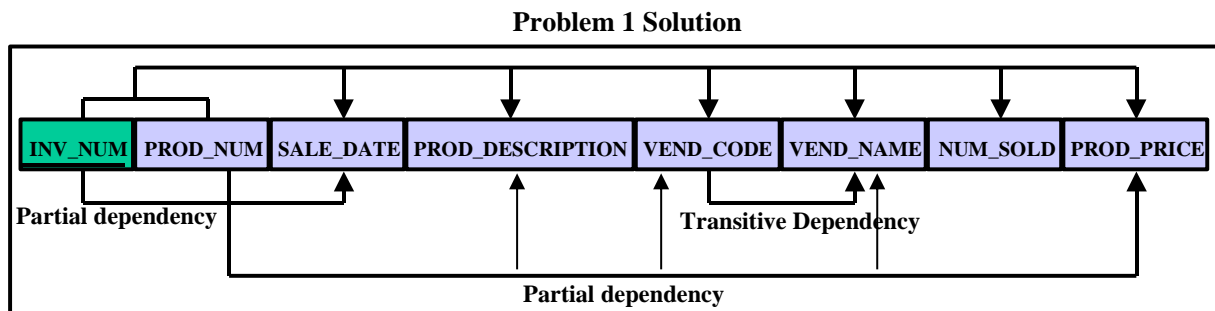 Problem 1 Solution
INV_NUM PROD_NUM SALE_DATE PROD_DESCRIPTION VEND_CODE VEND_NAME NUM_SOLD PROD_PRICE
Partial dependency
Transitive Dependency
Partial dependency